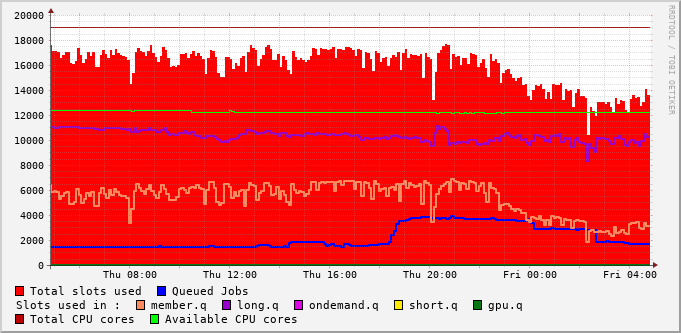 20000
18000
16000
14000
12000
10000
8000
6000
4000
2000
0
Thu 08:00 Thu 12:00 Thu 16:00 Thu 20:00 Fri 00:00 Fri 04:00
RRDTOOL / TOBI OETIKER
Total slots used Queued Jobs
Slots used in : member.q long.q ondemand.q short.q gpu.q
Total CPU cores Available CPU cores